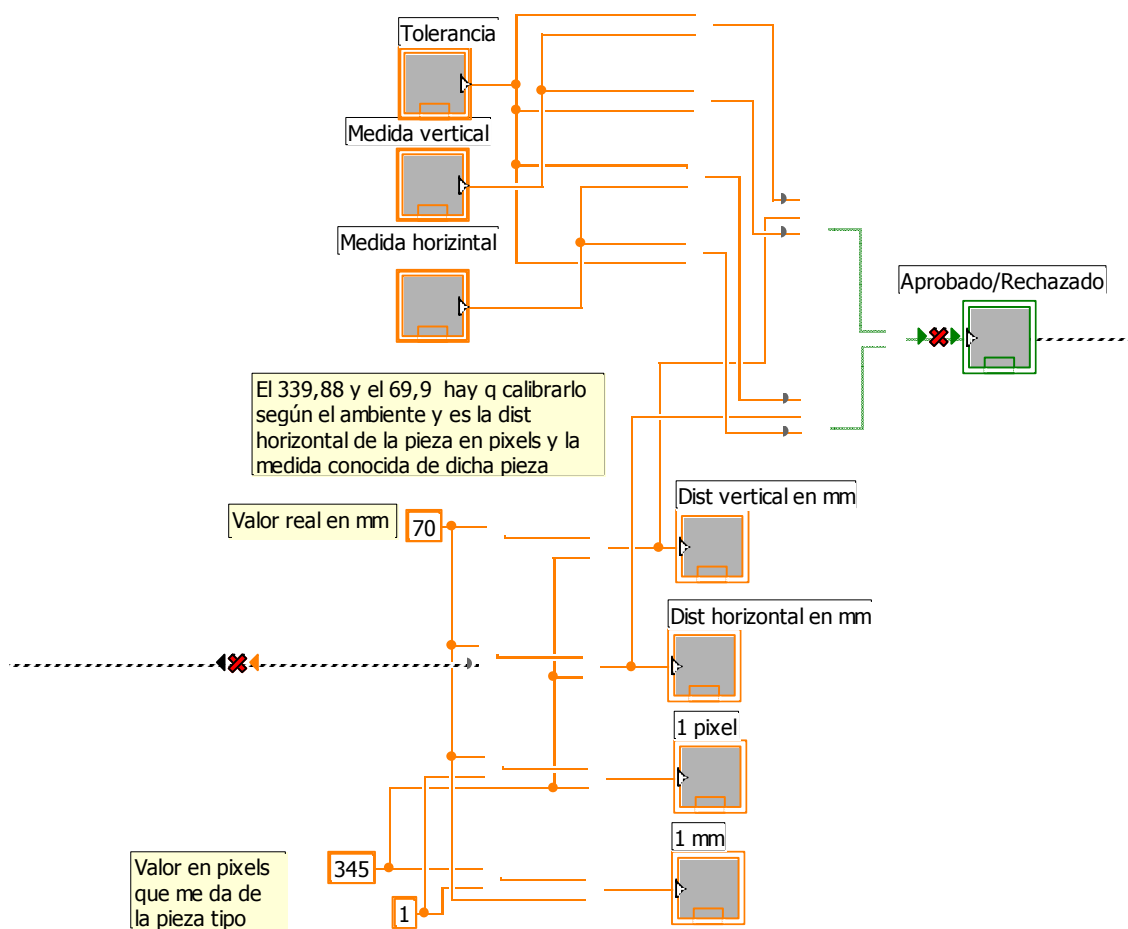 Tolerancia
Medida vertical
Medida horizintal
Aprobado/Rechazado
El 339,88 y el 69,9 hay q calibrarlo
según el ambiente y es la dist
horizontal de la pieza en pixels y la
medida conocida de dicha pieza
Dist vertical en mm
Valor real en mm
70
Dist horizontal en mm
1 pixel
1 mm
Valor en pixels
que me da de
la pieza tipo
345
1